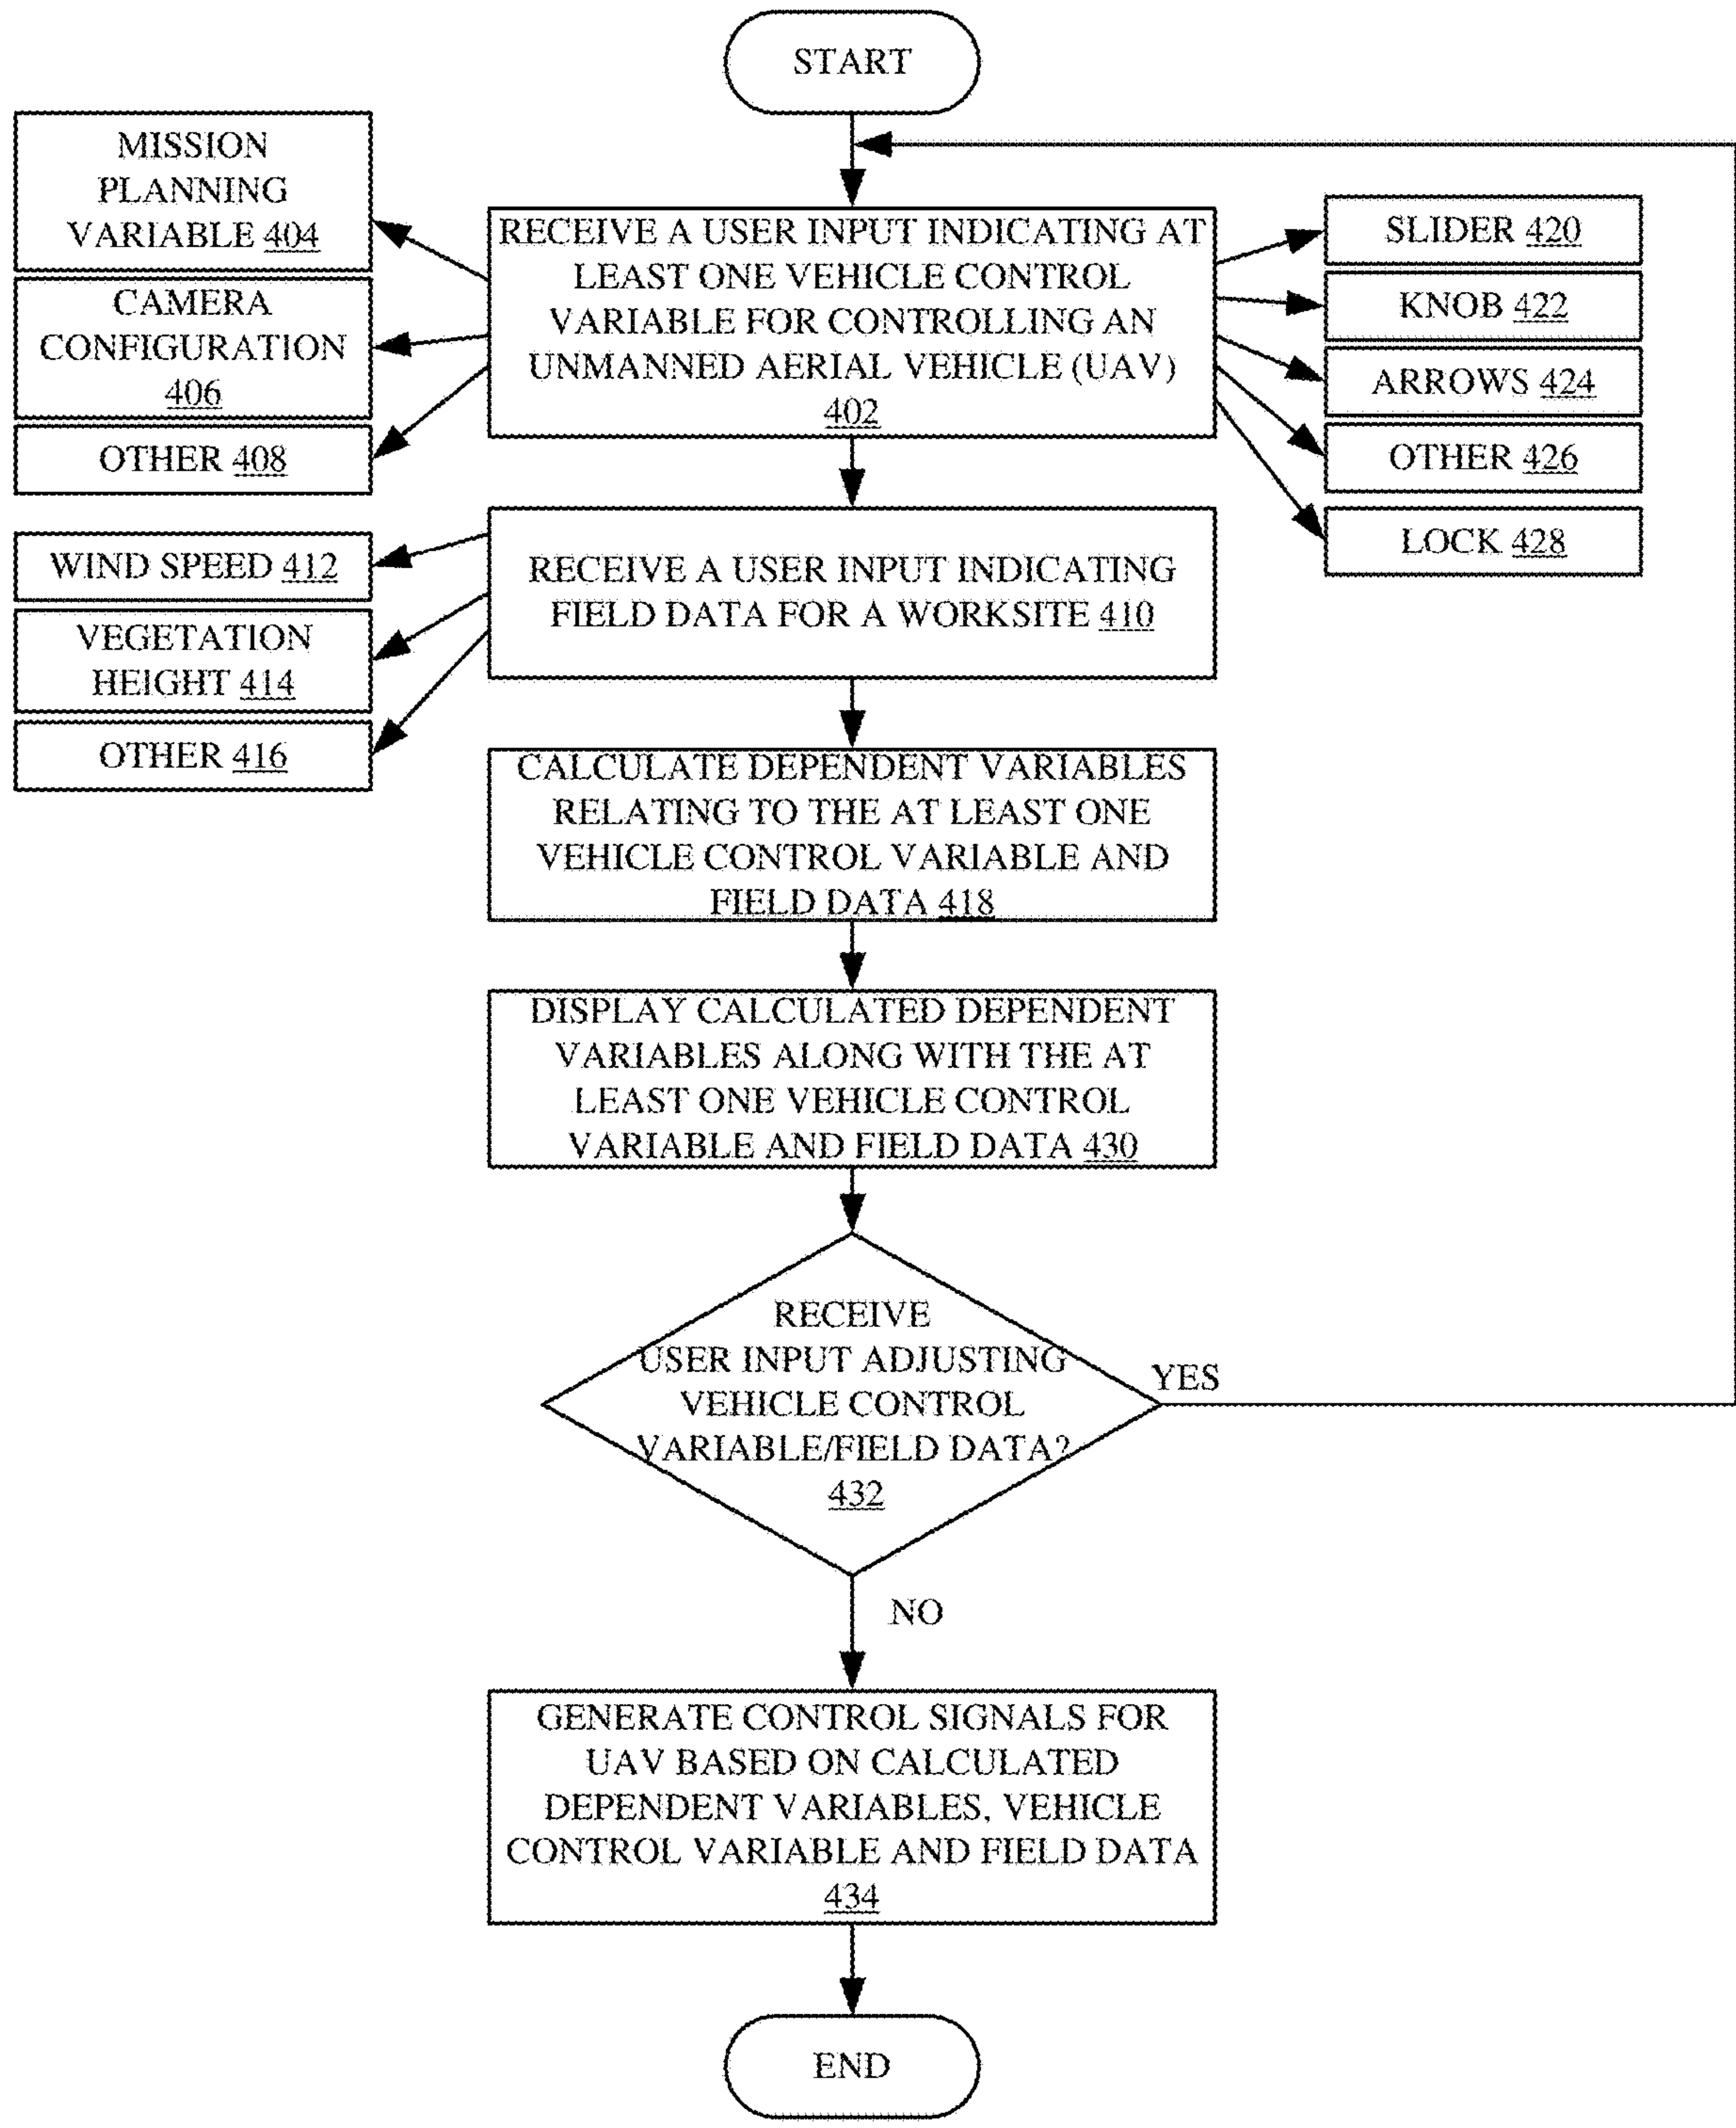 START
MISSION
PLANNING
VARIABLE 404
CAMERA
CONFIGURATION
406
OTHER 408
RECEIVE A USER INPUT INDICATING AT
LEAST ONE VEHICLE CONTROL
VARIABLE FOR CONTROLLING AN
UNMANNED AERIAL VEHICLE (UAV)
402
SLIDER 420
KNOB 422
ARROWS 424
OTHER 426
LOCK 428
WIND SPEED 412
VEGETATION
HEIGHT 414
OTHER 416
RECEIVE A USER INPUT INDICATING
FIELD DATA FOR A WORKSITE 410
CALCULATE DEPENDENT VARIABLES
RELATING TO THE AT LEAST ONE
VEHICLE CONTROL VARIABLE AND
FIELD DATA 418
DISPLAY CALCULATED DEPENDENT
VARIABLES ALONG WITH THE AT
LEAST ONE VEHICLE CONTROL
VARIABLE AND FIELD DATA 430
RECEIVE
USER INPUT ADJUSTING
VEHICLE CONTROL
VARIABLE/FIELD DATA?
432
YES
NO
GENERATE CONTROL SIGNALS FOR
UAV BASED ON CALCULATED
DEPENDENT VARIABLES, VEHICLE
CONTROL VARIABLE AND FIELD DATA
434
END